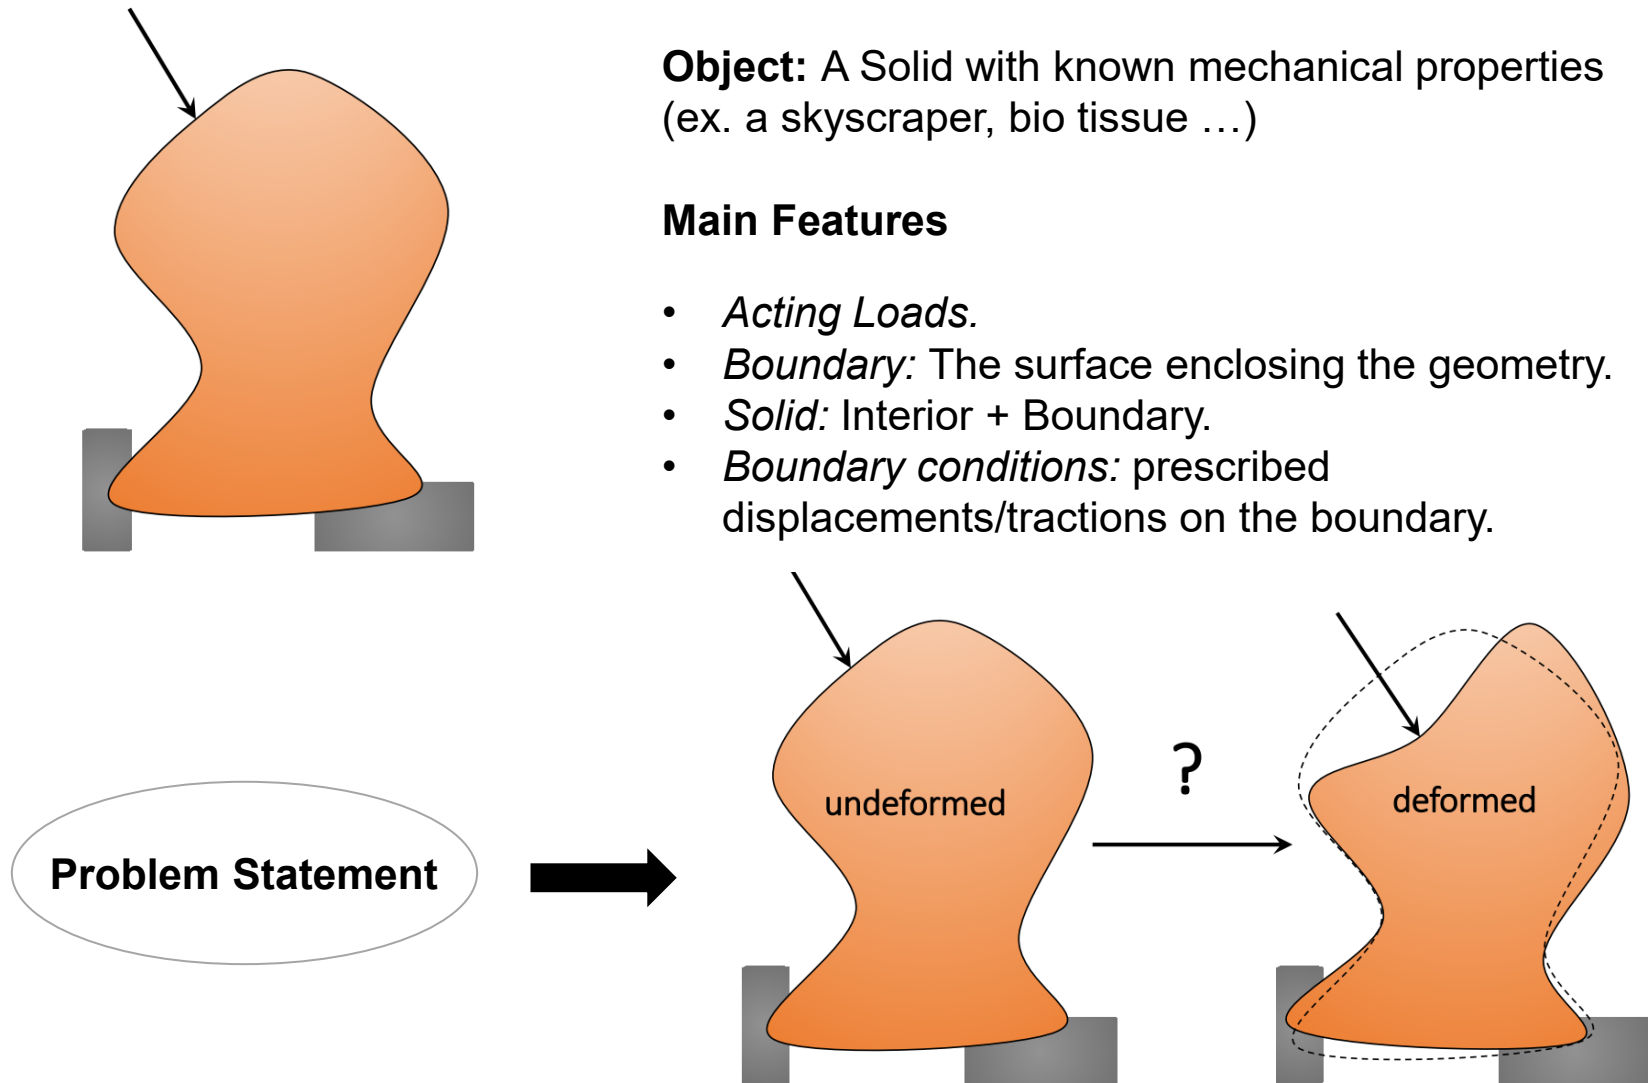 Object: A Solid with known mechanical properties
(ex. a skyscraper, bio tissue …)
Main Features
• Acting Loads.
• Boundary: The surface enclosing the geometry.
• Solid: Interior + Boundary.
• Boundary conditions: prescribed
displacements/tractions on the boundary.
Problem Statement
undeformed
?
deformed